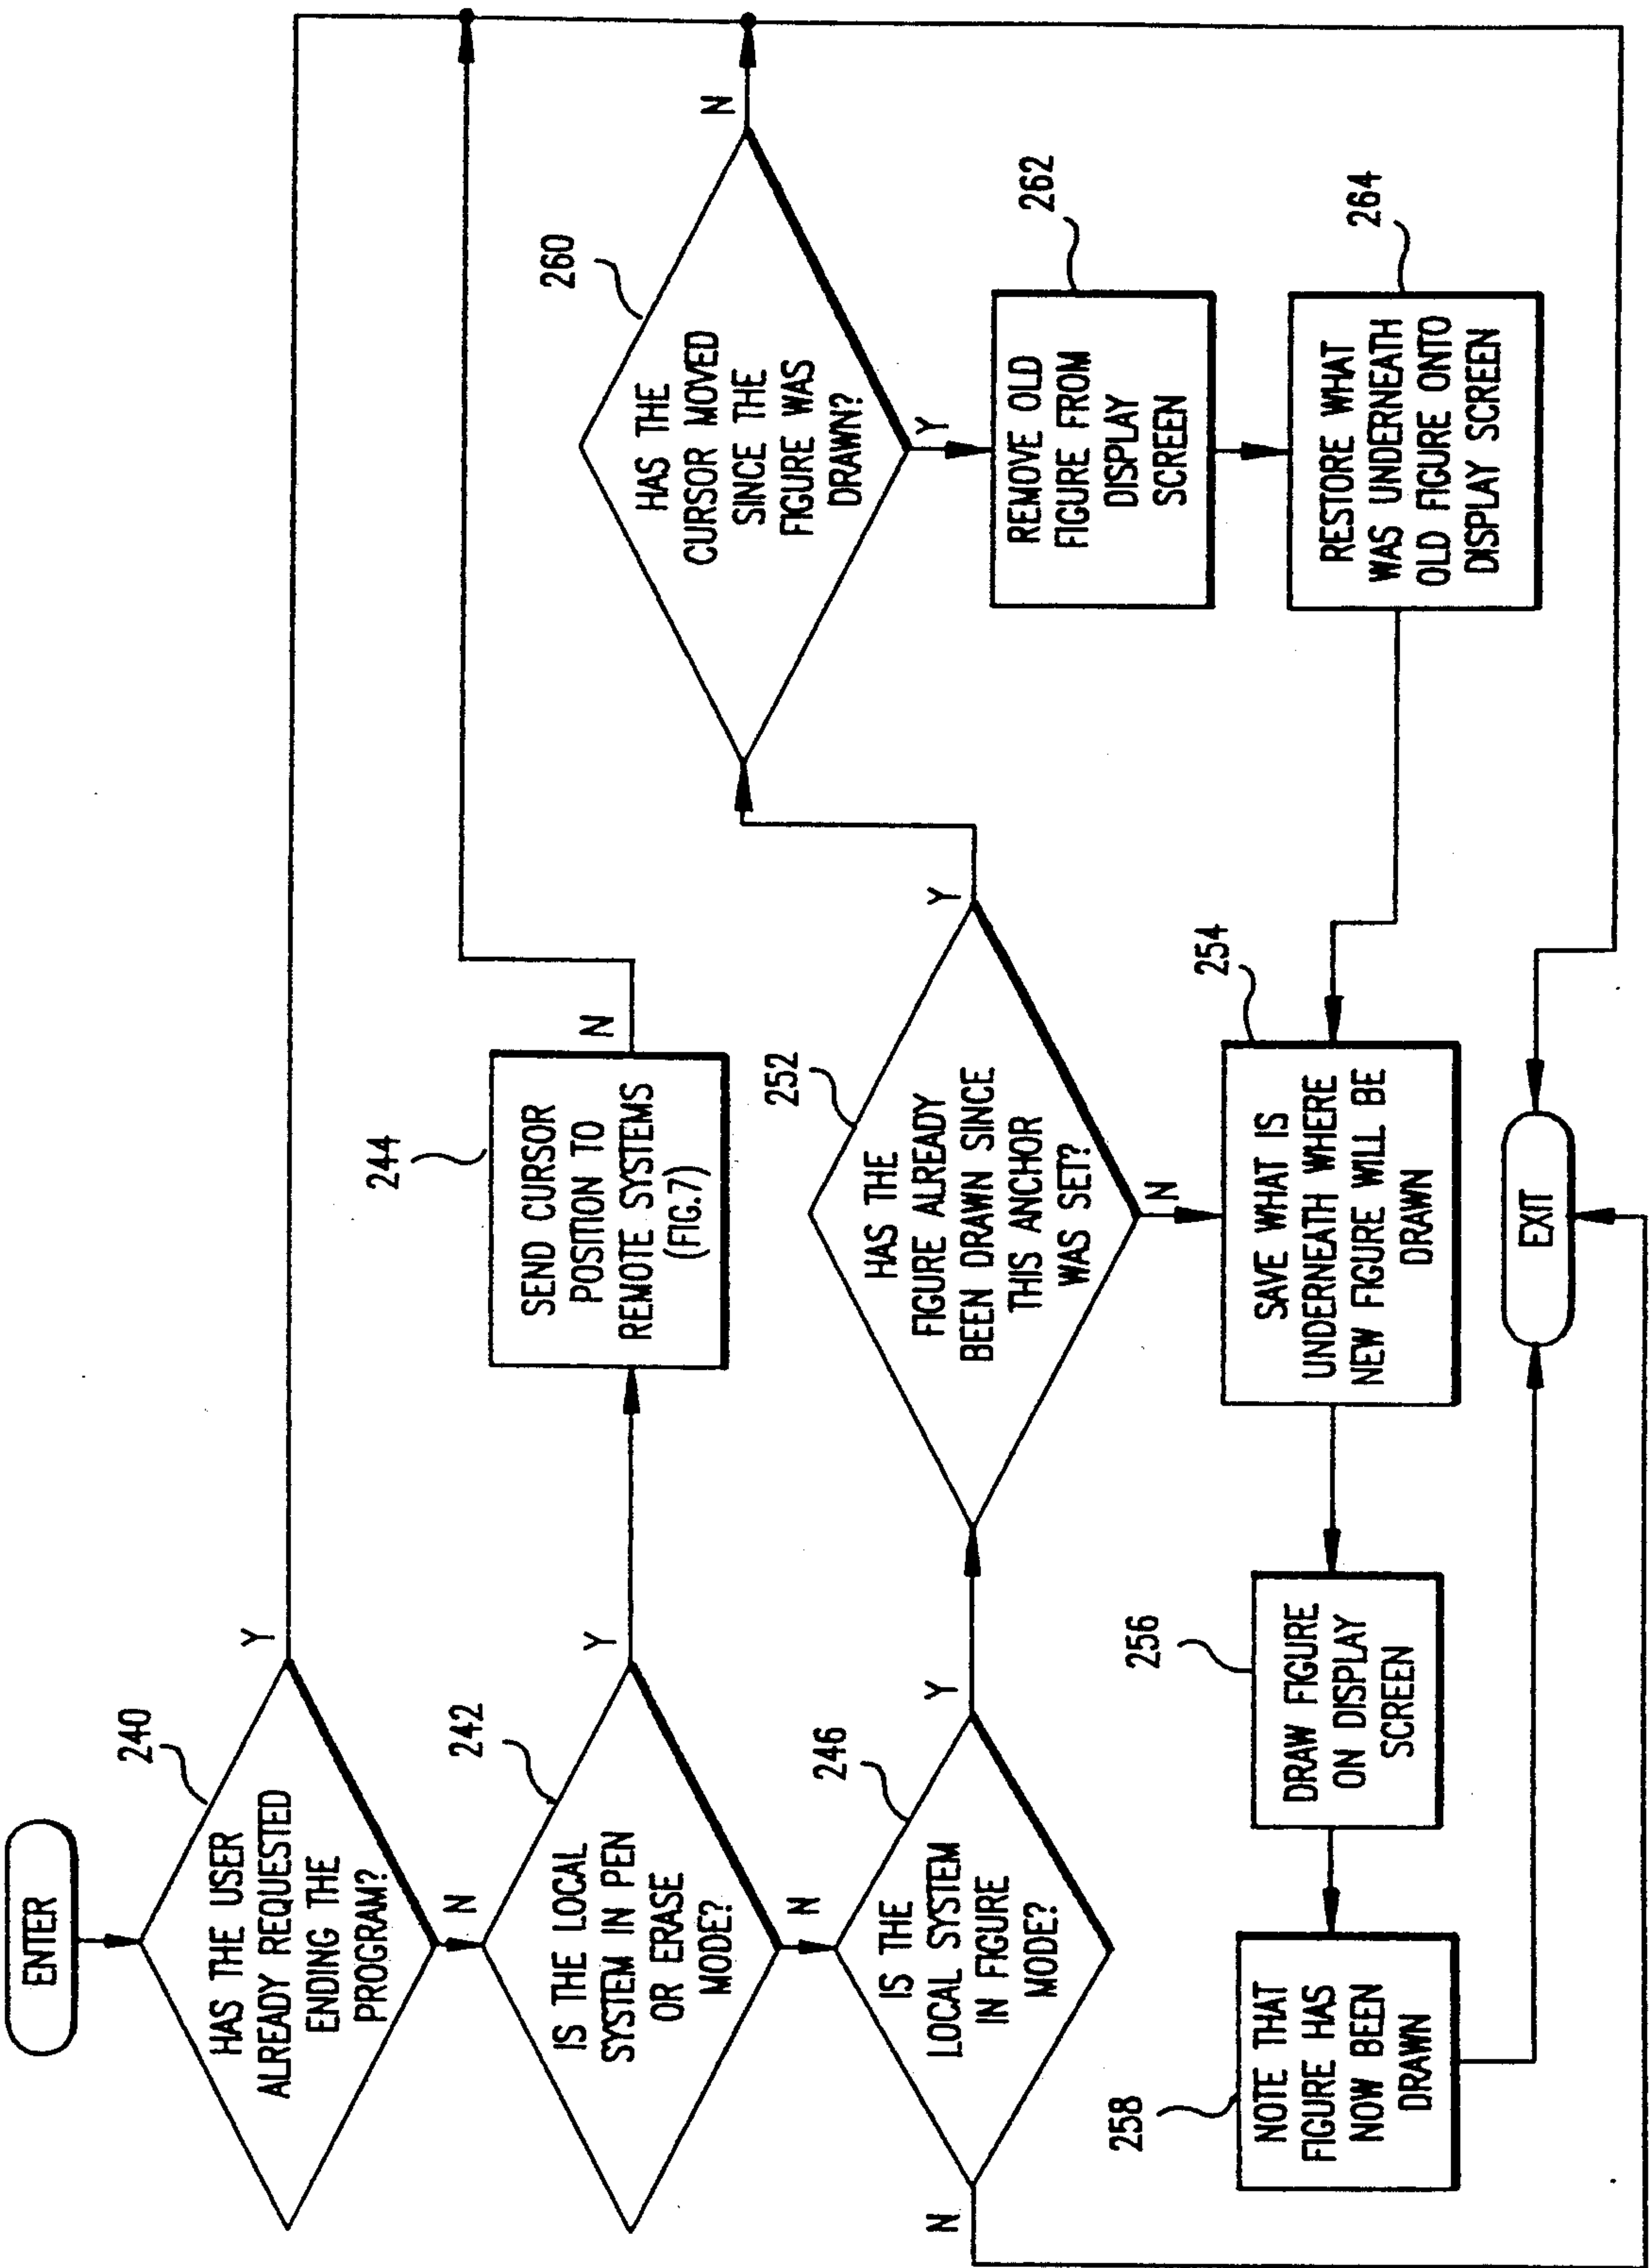 ENTER
240
HAS THE USER
ALREADY REQUESTED
ENDING THE
PROGRAM?
Y
N
242
IS THE LOCAL
SYSTEM IN PEN
OR ERASE
MODE?
Y
N
244
SEND CURSOR
POSITION TO
REMOTE SYSTEMS
(FIG.7)
N
246
IS THE
LOCAL SYSTEM
IN FIGURE
MODE?
Y
N
252
HAS THE
FIGURE ALREADY
BEEN DRAWN SINCE
THIS ANCHOR
WAS SET?
Y
N
260
HAS THE
CURSOR MOVED
SINCE THE
FIGURE WAS
DRAWN?
N
Y
262
REMOVE OLD
FIGURE FROM
DISPLAY
SCREEN
264
RESTORE WHAT
WAS UNDERNEATH
OLD FIGURE ONTO
DISPLAY SCREEN
254
SAVE WHAT IS
UNDERNEATH WHERE
NEW FIGURE WILL BE
DRAWN
256
DRAW FIGURE
ON DISPLAY
SCREEN
258
NOTE THAT
FIGURE HAS
NOW BEEN
DRAWN
EXIT